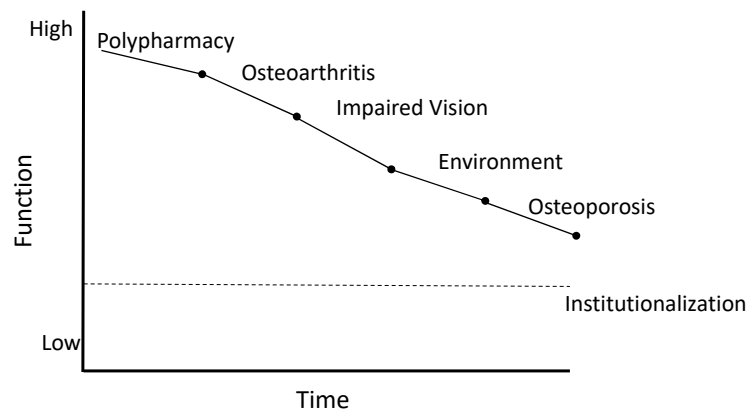 High
Polypharmacy
Osteoarthritis
Impaired Vision
Environment
Osteoporosis
Function
Institutionalization
Low
Time